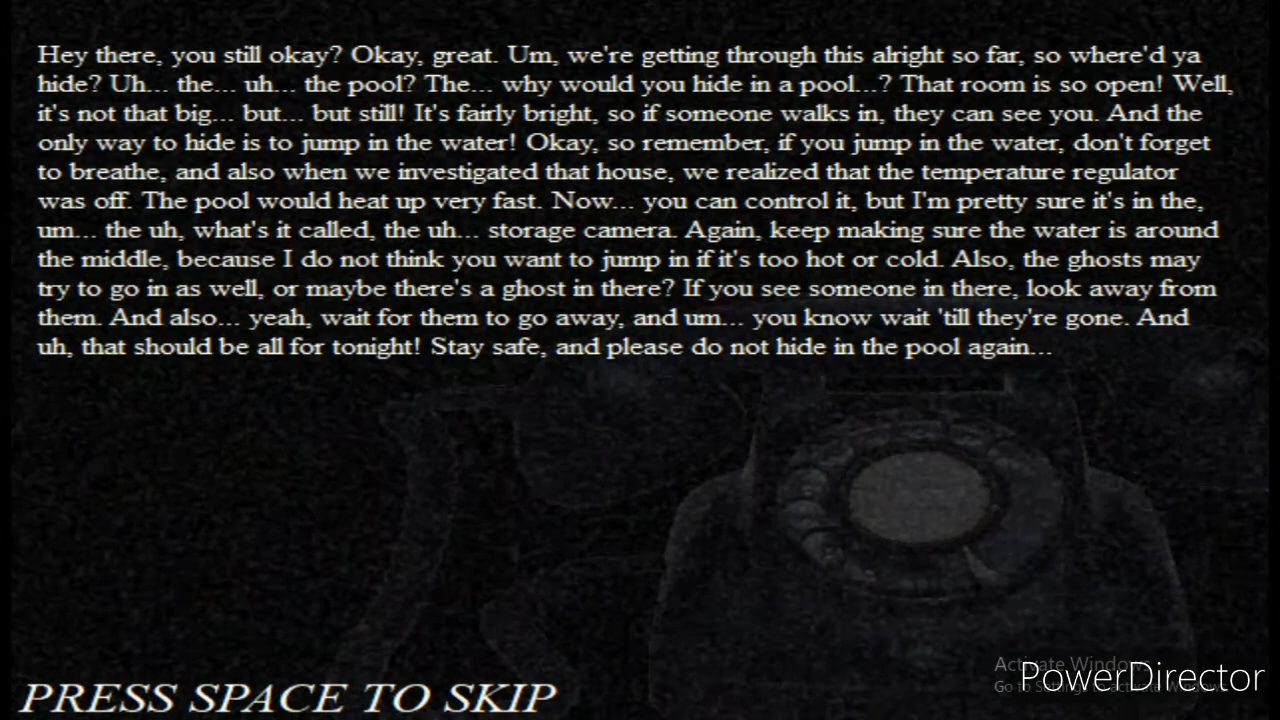 Hey there, you still okay? Okay, great. Um, we're getting through this alright so far, so where'd ya
hide? Uh... the... uh... the pool? The... why would you hide in a pool...? That room is so open! Well,
it's not that big... but... but still! It's fairly bright, so if someone walks in, they can see you. And the
only way to hide is to jump in the water! Okay, so remember, if you jump in the water, don't forget
to breathe, and also when we investigated that house, we realized that the temperature regulator
was off. The pool would heat up very fast. Now... you can control it, but I'm pretty sure it's in the,
um... the uh, what's it called, the uh... storage camera. Again, keep making sure the water is around
the middle, because I do not think you want to jump in if it's too hot or cold. Also, the ghosts may
try to go in as well, or maybe there's a ghost in there? If you see someone in there, look away from
them. And also... yeah, wait for them to go away, and um... you know wait 'till they're gone. And
uh, that should be all for tonight! Stay safe, and please do not hide in the pool again...
Activate Windows
PowerDirector
Go to Settings to activate Windows.
PRESS SPACE TO SKIP